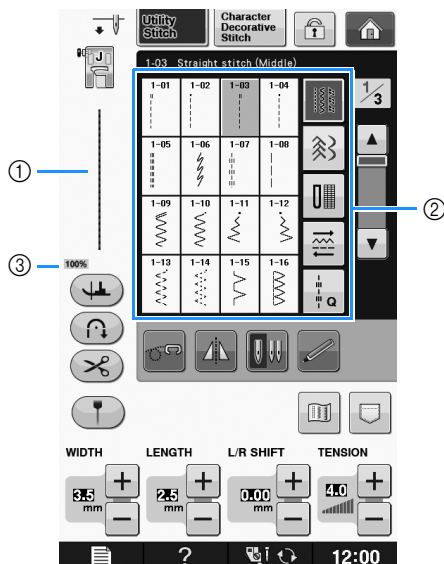 Utility Stitch
Character Decorative Stitch
J
1-03 Straight stitch (Middle)
1-01 1-02 1-03 1-04
1/3
1-05 1-06 1-07 1-08
①
②
1-09 1-10 1-11 1-12
③ 100%
1-13 1-14 1-15 1-16
Q
WIDTH LENGTH L/R SHIFT TENSION
3.5 mm + − 2.5 mm + − 0.00 mm + − 4.0 + −
? 12:00